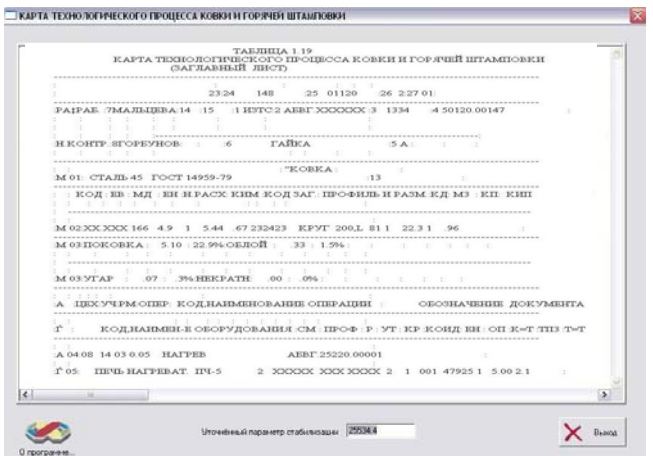 КАРТА ТЕХНОЛОГИЧЕСКОГО ПРОЦЕССА КОВКИ И ГОРЯЧЕЙ ШТАМПОВКИ
ТАБЛИЦА 1.19
КАРТА ТЕХНОЛОГИЧЕСКОГО ПРОЦЕССА КОВКИ И ГОРЯЧЕЙ ШТАМПОВКИ
(ЗАГЛАВНЫЙ ЛИСТ)
23:24 148 :25 01120 :26 2:27 01:
РА¦РАБ. :7МАЛЬЦЕВА:14 :15 :1 ИЭТС:2 АБВГ.XXXXXX :3 1334 :4 50120.00147 :
Н.КОНТР.:8ГОРБУНОВ: : :6 ГАЙКА :5 А : :
: "КОВКА :
:М 01: СТАЛЬ 45 ГОСТ 14959-79 :13 :
: : КОД : ЕВ : МД : ЕН :Н.РАСХ: КИМ :КОД ЗАГ.: ПРОФИЛЬ И РАЗМ.:КД: МЗ : КП: КИП
:М 02:XX.XXX 166 4.9 1 5.44 .67 232423 КРУГ 200,L 81 1 22.3 1 .96 :
:М 03:ПОКОВКА : 5.10 : 22.9%:ОБЛОЙ : .33 : 1.5% :
:М 03:УГАР : .07 : .3%:НЕКРАТН: .00 : .0% :
:А :ЦЕХ:УЧ:РМ:ОПЕР: КОД,НАИМЕНОВАНИЕ ОПЕРАЦИИ : ОБОЗНАЧЕНИЕ ДОКУМЕНТА
:Г : КОД,НАИМЕН-Е ОБОРУДОВАНИЯ :СМ : ПРОФ : Р : УТ : КР :КОИД: ЕН : ОП :К=Т :ТПЗ :Т=Т
:А 04:08 14 03 0.05 НАГРЕВ АБВГ.25220.00001 :
:Г 05: ПЕЧЬ НАГРЕВАТ. ПЧ-5 2 XXXXX XXX XXXX 2 1 001 47925 1 5.00 2.1 :
Уточнённый параметр стабилизации 25534.4
Выход
О программе...